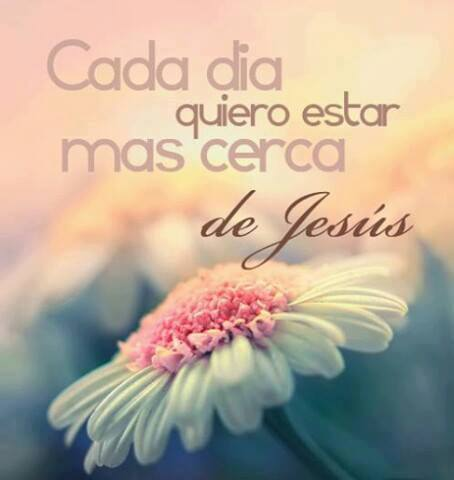 Cada dia
quiero estar
mas cerca
de Jesús